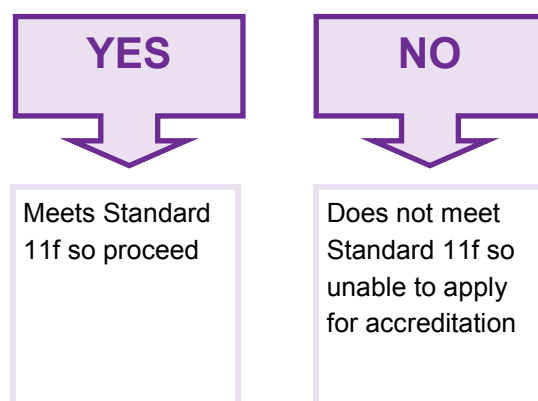 YES
NO
Meets Standard
11f so proceed
Does not meet
Standard 11f so
unable to apply
for accreditation